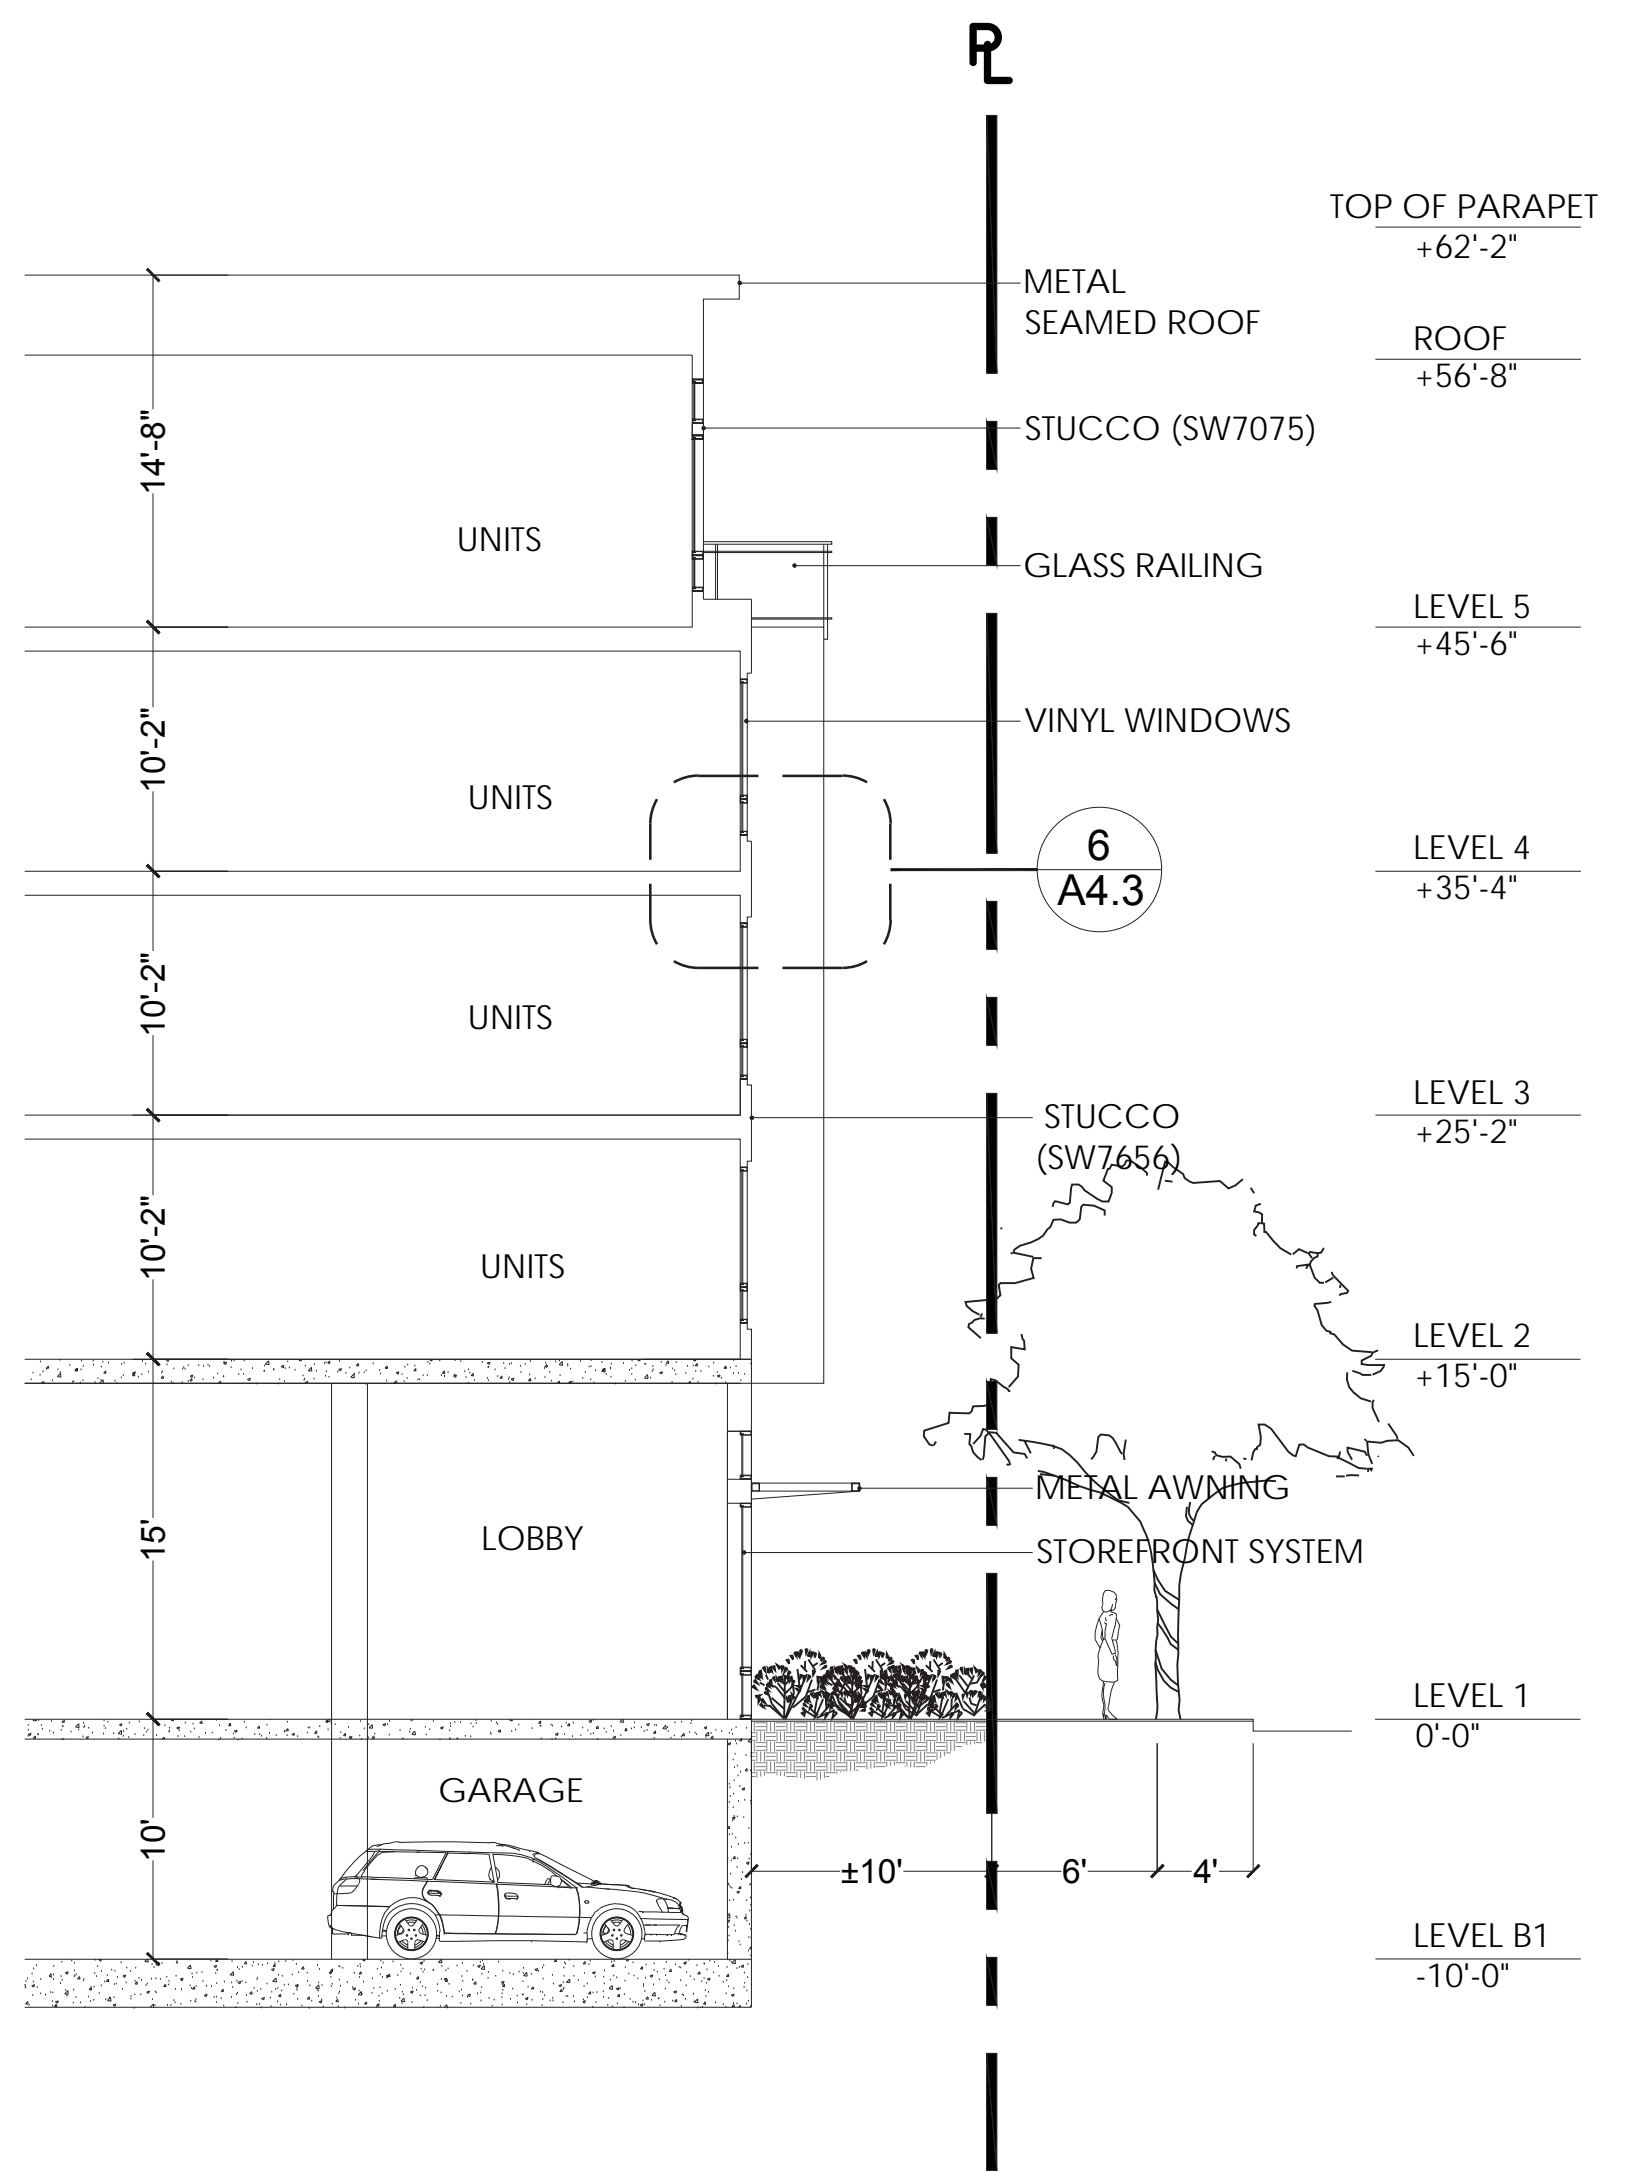 PL
TOP OF PARAPET
+62'-2"
METAL
SEAMED ROOF
ROOF
+56'-8"
14'-8"
STUCCO (SW7075)
UNITS
GLASS RAILING
LEVEL 5
+45'-6"
10'-2"
VINYL WINDOWS
UNITS
6
A4.3
LEVEL 4
+35'-4"
10'-2"
UNITS
LEVEL 3
+25'-2"
STUCCO
(SW7656)
10'-2"
UNITS
LEVEL 2
+15'-0"
METAL AWNING
15'
LOBBY
STOREFRONT SYSTEM
LEVEL 1
0'-0"
GARAGE
10'
±10'
6'
4'
LEVEL B1
-10'-0"